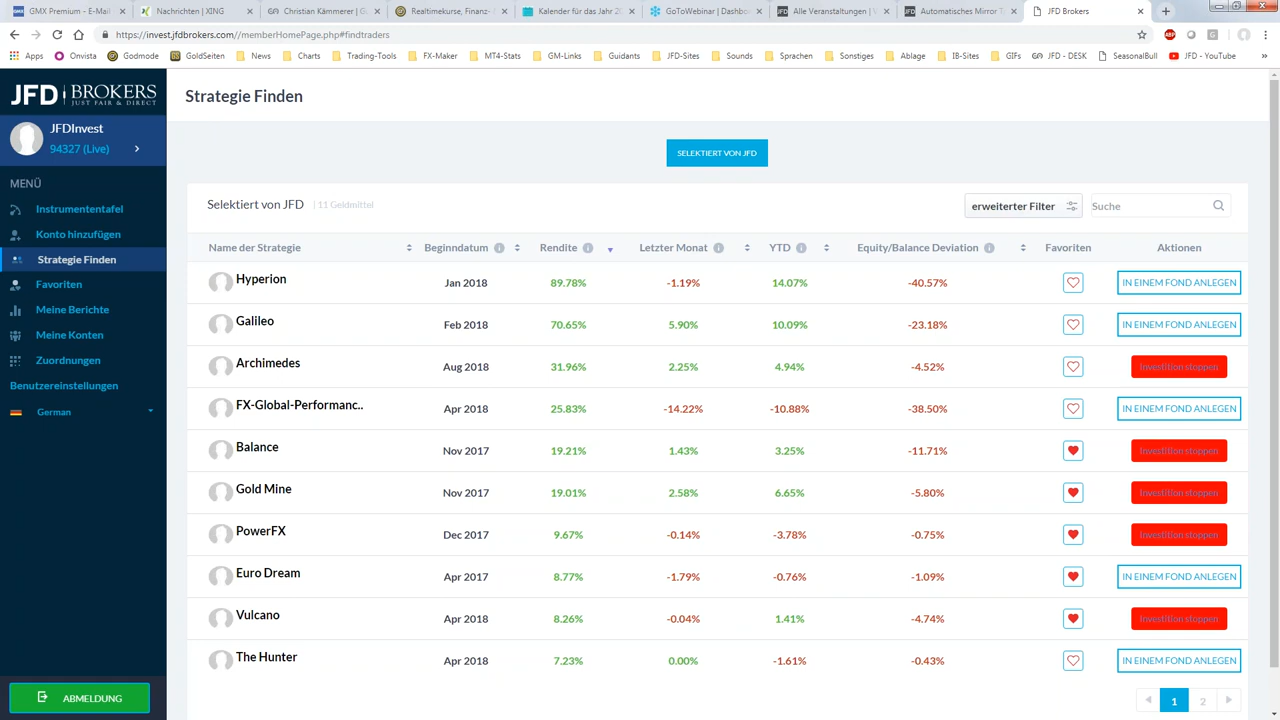 GMX Premium - E-Mail
Nachrichten | XING
Christian Kämmerer | G
Realtimekurse, Finanz-
Kalender für das Jahr 20
GoToWebinar | Dashbo
Alle Veranstaltungen | W
Automatisches Mirror T
JFD Brokers
https://invest.jfdbrokers.com//memberHomePage.php#findtraders
Apps Onvista Godmode GoldSeiten News Charts Trading-Tools FX-Maker MT4-Stats GM-Links Guidants JFD-Sites Sounds Sprachen Sonstiges Ablage IB-Sites GIFs JFD - DESK SeasonalBull JFD - YouTube »
JFD BROKERS
JUST FAIR & DIRECT
JFDInvest
94327 (Live)
MENÜ
Instrumententafel
Konto hinzufügen
Strategie Finden
Favoriten
Meine Berichte
Meine Konten
Zuordnungen
Benutzereinstellungen
German
ABMELDUNG
Strategie Finden
SELEKTIERT VON JFD
Selektiert von JFD | 11 Geldmittel
erweiterter Filter Suche
Name der Strategie Beginndatum Rendite Letzter Monat YTD Equity/Balance Deviation Favoriten Aktionen
Hyperion Jan 2018 89.78% -1.19% 14.07% -40.57% IN EINEM FOND ANLEGEN
Galileo Feb 2018 70.65% 5.90% 10.09% -23.18% IN EINEM FOND ANLEGEN
Archimedes Aug 2018 31.96% 2.25% 4.94% -4.52% Investition stoppen
FX-Global-Performanc.. Apr 2018 25.83% -14.22% -10.88% -38.50% IN EINEM FOND ANLEGEN
Balance Nov 2017 19.21% 1.43% 3.25% -11.71% Investition stoppen
Gold Mine Nov 2017 19.01% 2.58% 6.65% -5.80% Investition stoppen
PowerFX Dec 2017 9.67% -0.14% -3.78% -0.75% Investition stoppen
Euro Dream Apr 2017 8.77% -1.79% -0.76% -1.09% IN EINEM FOND ANLEGEN
Vulcano Apr 2018 8.26% -0.04% 1.41% -4.74% Investition stoppen
The Hunter Apr 2018 7.23% 0.00% -1.61% -0.43% IN EINEM FOND ANLEGEN
1 2